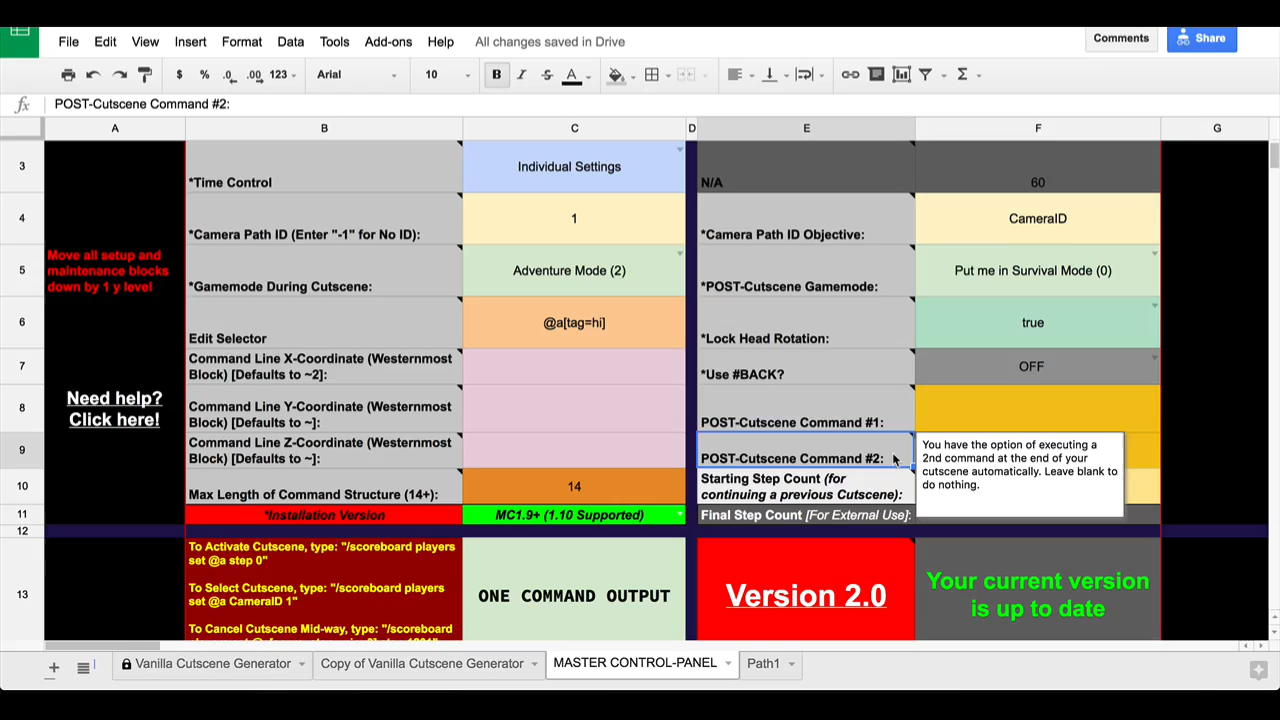 File Edit View Insert Format Data Tools Add-ons Help All changes saved in Drive Comments Share
$ % .0 .00 123 Arial 10 B I S A Σ
fx POST-Cutscene Command #2:
A B C D E F G
3 *Time Control Individual Settings N/A 60
4 *Camera Path ID (Enter "-1" for No ID): 1 *Camera Path ID Objective: CameraID
Move all setup and
maintenance blocks
down by 1 y level
5 *Gamemode During Cutscene: Adventure Mode (2) *POST-Cutscene Gamemode: Put me in Survival Mode (0)
6 Edit Selector @a[tag=hi] *Lock Head Rotation: true
Need help?
Click here!
7 Command Line X-Coordinate (Westernmost
Block) [Defaults to ~2]: *Use #BACK? OFF
8 Command Line Y-Coordinate (Westernmost
Block) [Defaults to ~]: POST-Cutscene Command #1:
9 Command Line Z-Coordinate (Westernmost
Block) [Defaults to ~]: POST-Cutscene Command #2:
You have the option of executing a
2nd command at the end of your
cutscene automatically. Leave blank to
do nothing.
10 Max Length of Command Structure (14+): 14 Starting Step Count (for
continuing a previous Cutscene):
11 *Installation Version MC1.9+ (1.10 Supported) Final Step Count [For External Use]:
12
13 To Activate Cutscene, type: "/scoreboard players
set @a step 0"
To Select Cutscene, type: "/scoreboard players
set @a CameraID 1"
To Cancel Cutscene Mid-way, type: "/scoreboard
ONE COMMAND OUTPUT
Version 2.0
Your current version
is up to date
+ Vanilla Cutscene Generator Copy of Vanilla Cutscene Generator MASTER CONTROL-PANEL Path1